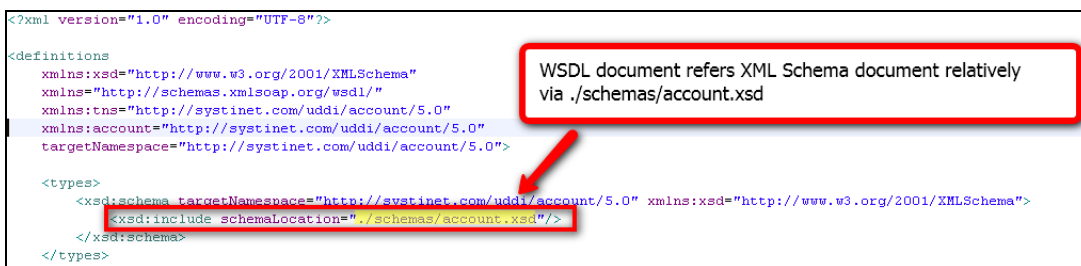 <?xml version="1.0" encoding="UTF-8"?>
<definitions
xmlns:xsd="http://www.w3.org/2001/XMLSchema"
xmlns="http://schemas.xmlsoap.org/wsdl/"
xmlns:tns="http://systinet.com/uddi/account/5.0"
xmlns:account="http://systinet.com/uddi/account/5.0"
targetNamespace="http://systinet.com/uddi/account/5.0">
WSDL document refers XML Schema document relatively
via ./schemas/account.xsd
<types>
<xsd:schema targetNamespace="http://systinet.com/uddi/account/5.0" xmlns:xsd="http://www.w3.org/2001/XMLSchema">
<xsd:include schemaLocation="./schemas/account.xsd"/>
</xsd:schema>
</types>